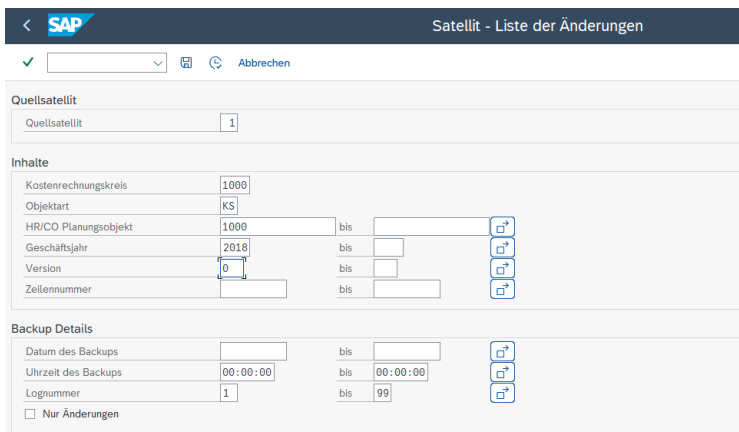 SAP Satellit - Liste der Änderungen
Abbrechen
Quellsatellit
Quellsatellit 1
Inhalte
Kostenrechnungskreis 1000
Objektart KS
HR/CO Planungsobjekt 1000 bis
Geschäftsjahr 2018 bis
Version 0 bis
Zeilennummer bis
Backup Details
Datum des Backups bis
Uhrzeit des Backups 00:00:00 bis 00:00:00
Lognummer 1 bis 99
Nur Änderungen